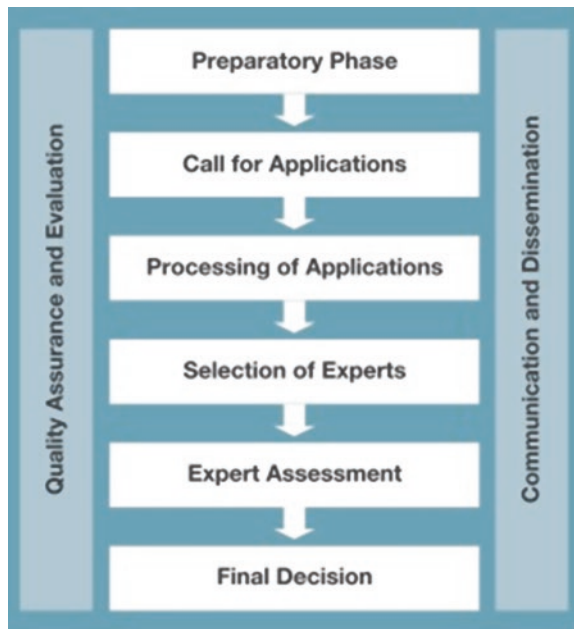 Quality Assurance and Evaluation
Preparatory Phase
Call for Applications
Processing of Applications
Selection of Experts
Expert Assessment
Final Decision
Communication and Dissemination